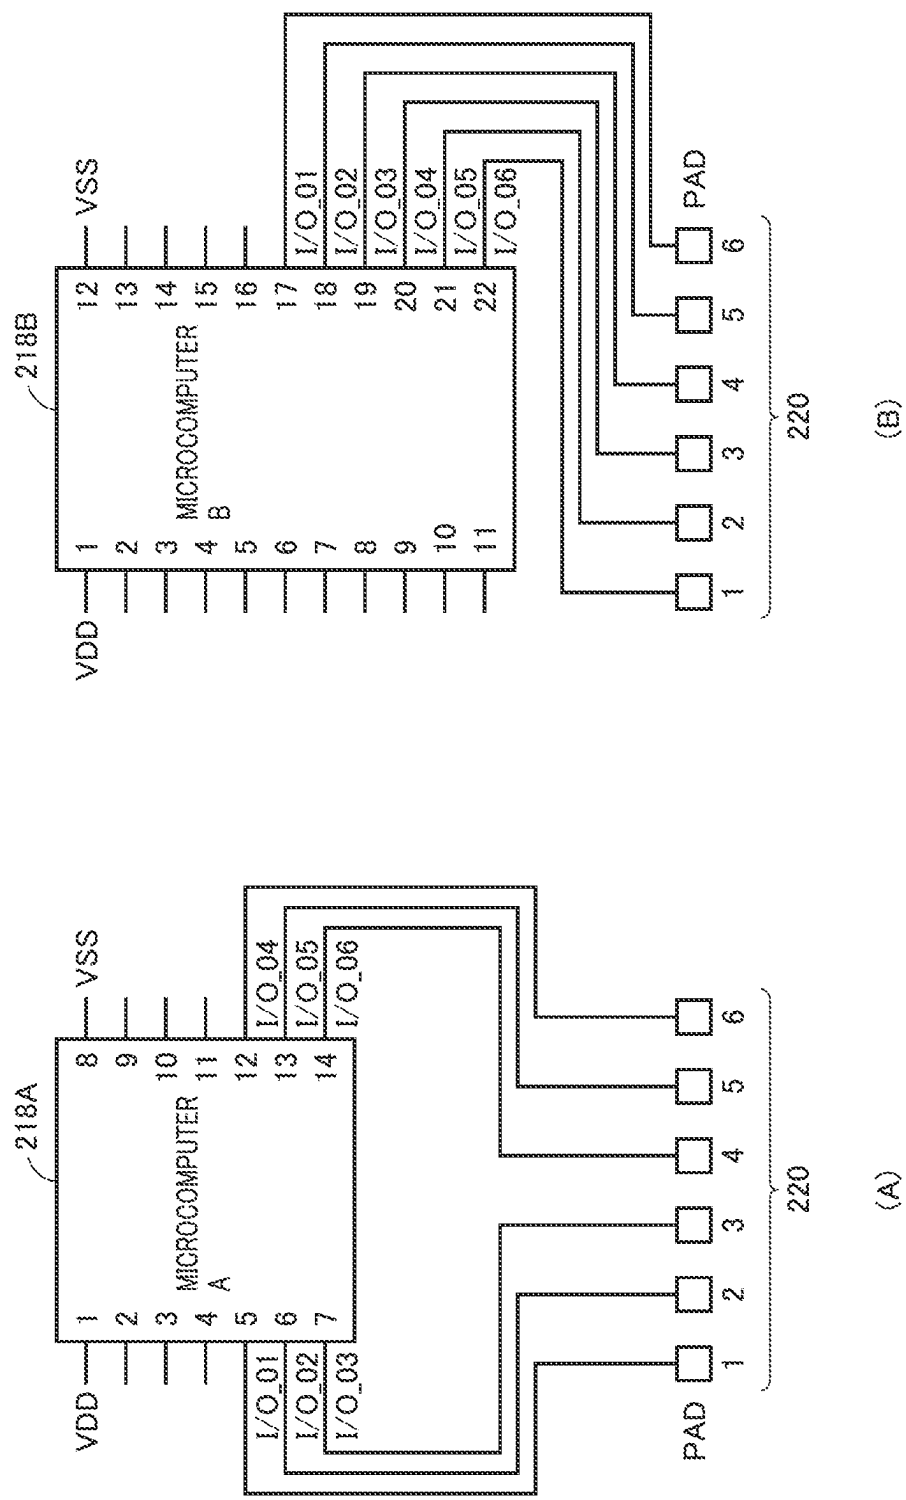 218A
MICROCOMPUTER
A
VDD
1
2
3
4
5
6
7
VSS
8
9
10
11
12
13
14
I/O_01
I/O_02
I/O_03
I/O_04
I/O_05
I/O_06
PAD
1
2
3
4
5
6
220
(A)
218B
MICROCOMPUTER
B
VDD
1
2
3
4
5
6
7
8
9
10
11
VSS
12
13
14
15
16
17
18
19
20
21
22
I/O_01
I/O_02
I/O_03
I/O_04
I/O_05
I/O_06
1
2
3
4
5
6
PAD
220
(B)